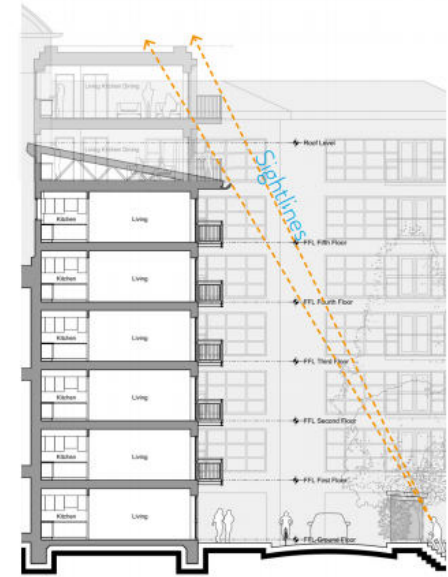 Living Kitchen Dining
Living Kitchen Dining
Roof Level
Sightlines
Kitchen
Living
FFL Fifth Floor
Kitchen
Living
FFL Fourth Floor
Kitchen
Living
FFL Third Floor
Kitchen
Living
FFL Second Floor
Kitchen
Living
FFL First Floor
Kitchen
Living
FFL Ground Floor